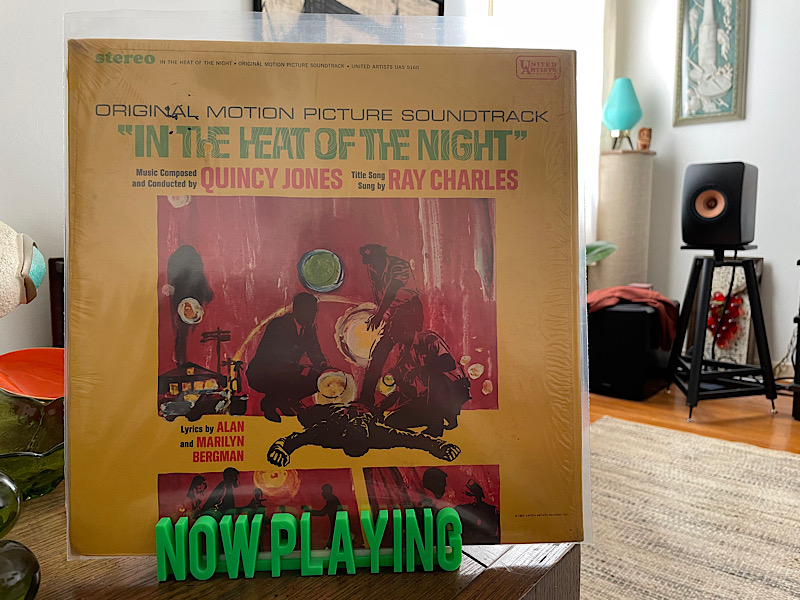 stereo IN THE HEAT OF THE NIGHT • ORIGINAL MOTION PICTURE SOUNDTRACK • UNITED ARTISTS UAS 5160
UNITED
ARTISTS
ORIGINAL MOTION PICTURE SOUNDTRACK
"IN THE HEAT OF THE NIGHT"
Music Composed
and Conducted by QUINCY JONES
Title Song
Sung by RAY CHARLES
Lyrics by ALAN
and MARILYN
BERGMAN
NOW PLAYING